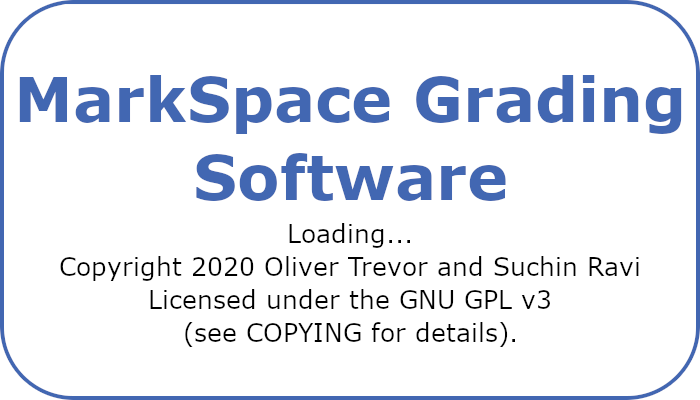 MarkSpace Grading
Software
Loading...
Copyright 2020 Oliver Trevor and Suchin Ravi
Licensed under the GNU GPL v3
(see COPYING for details).